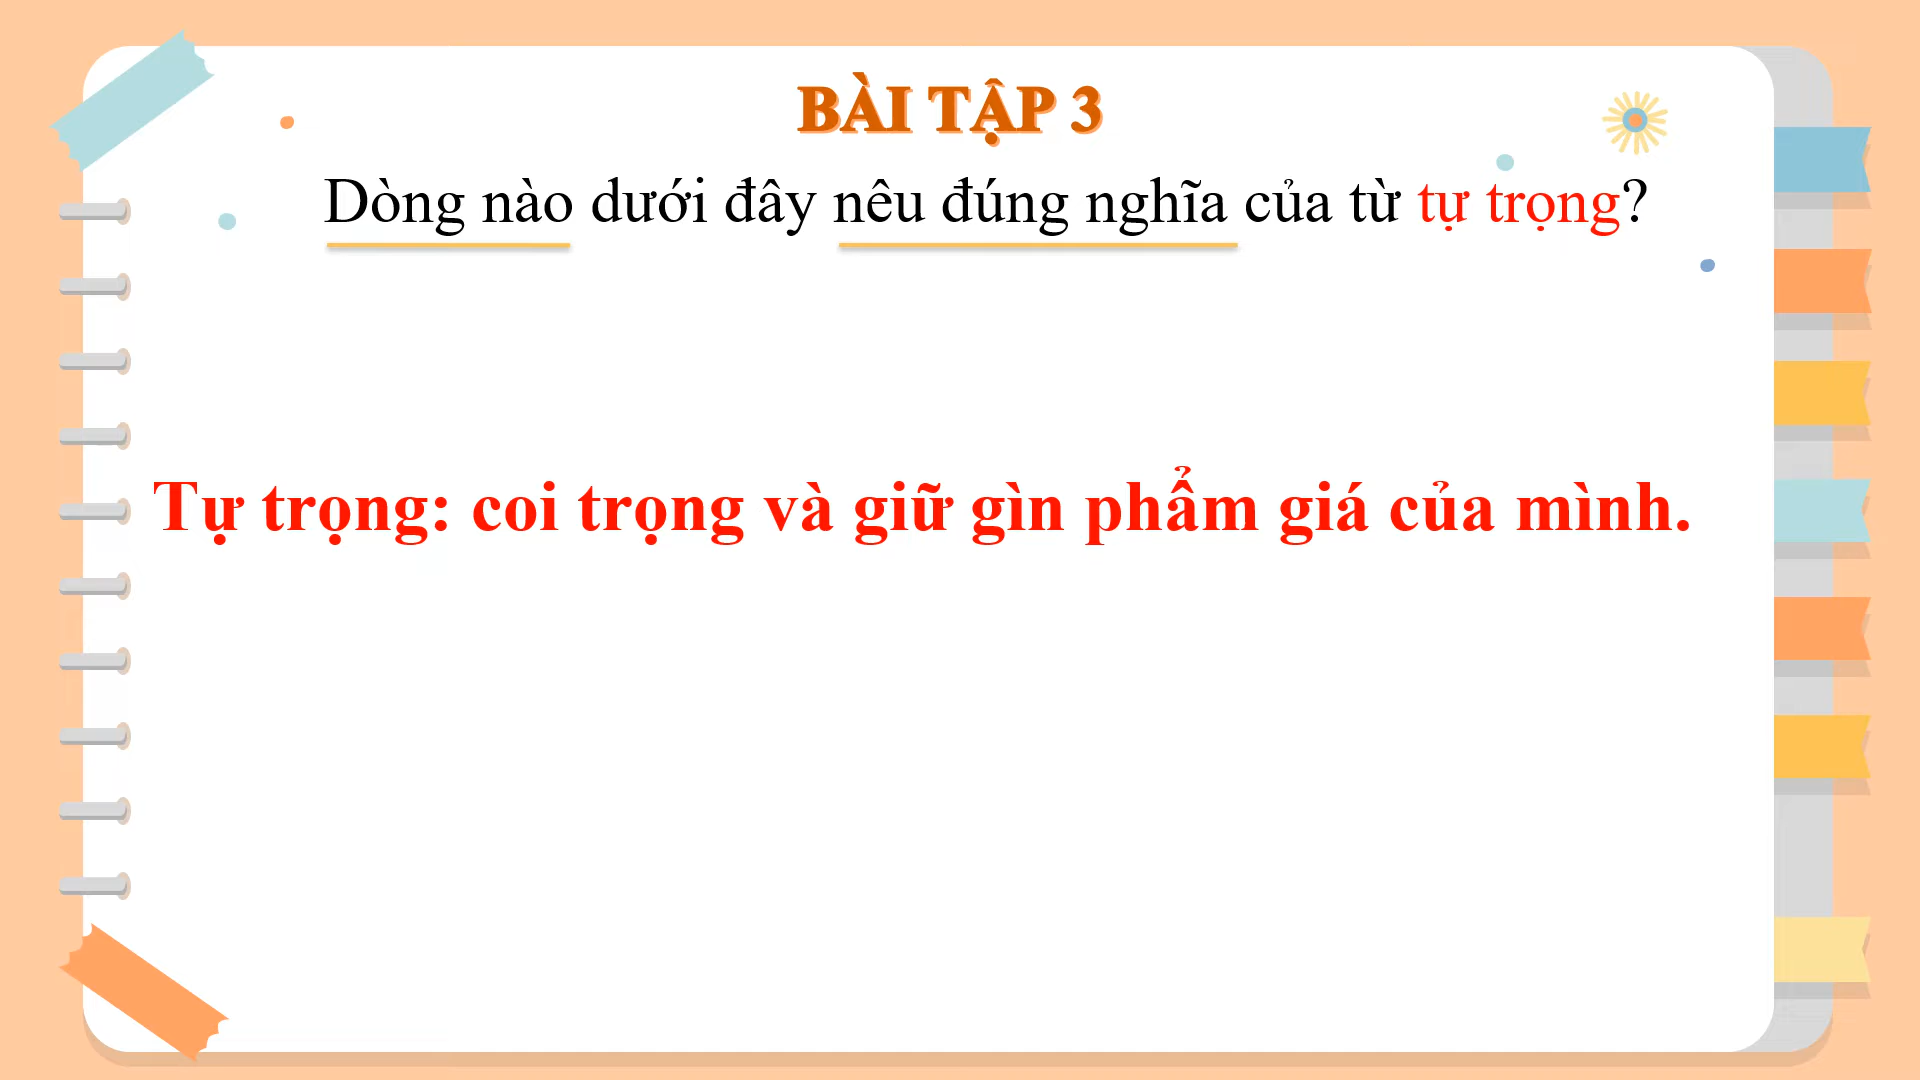 BÀI TẬP 3
Dòng nào dưới đây nêu đúng nghĩa của từ tự trọng?
Tự trọng: coi trọng và giữ gìn phẩm giá của mình.